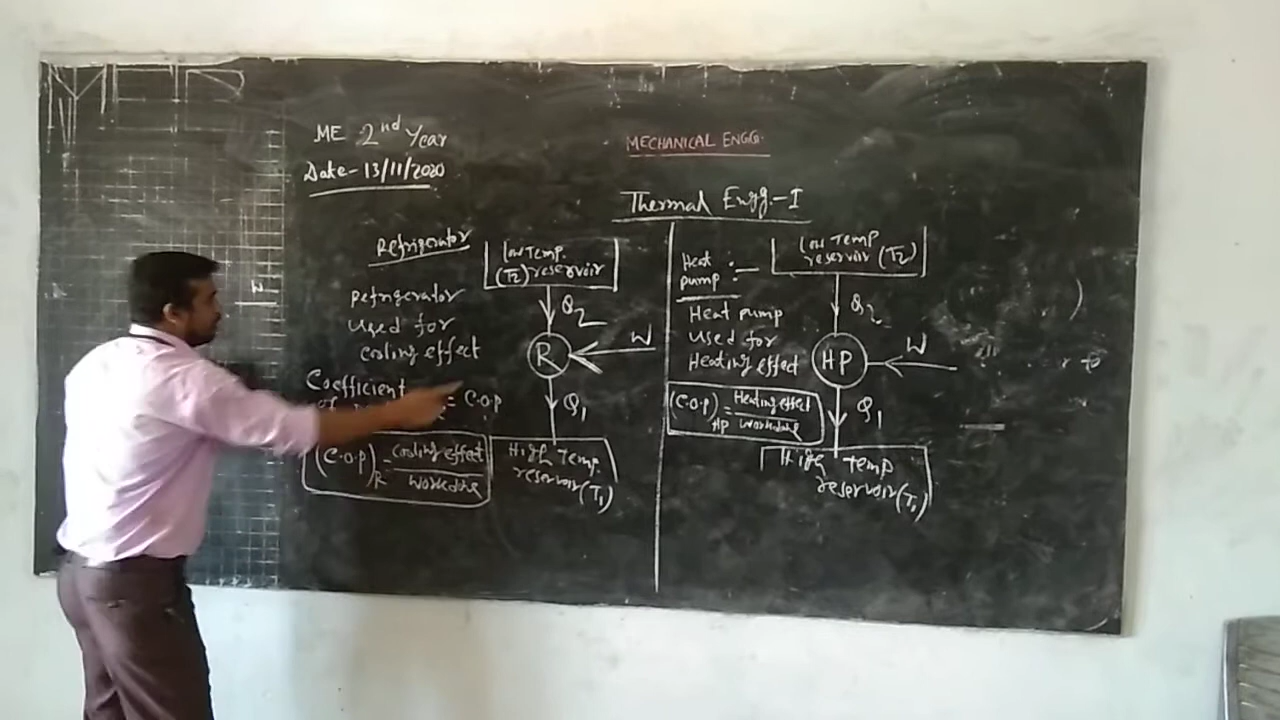 ME 2nd Year
Date-13/11/2020
MECHANICAL ENGG.
Thermal Engg.-I
Refrigerator
Refrigerator
used for
cooling effect
Coefficient
= C.O.P
(C.O.P)R = cooling effect
workdone
Low Temp.
(T2) reservoir
Q2
W
R
Q1
High Temp.
reservoir (T1)
Heat
pump :-
Heat pump
used for
Heating effect
(C.O.P)HP = Heating effect
workdone
Low Temp
reservoir (T2)
Q2
W
HP
Q1
High Temp
reservoir (T1)